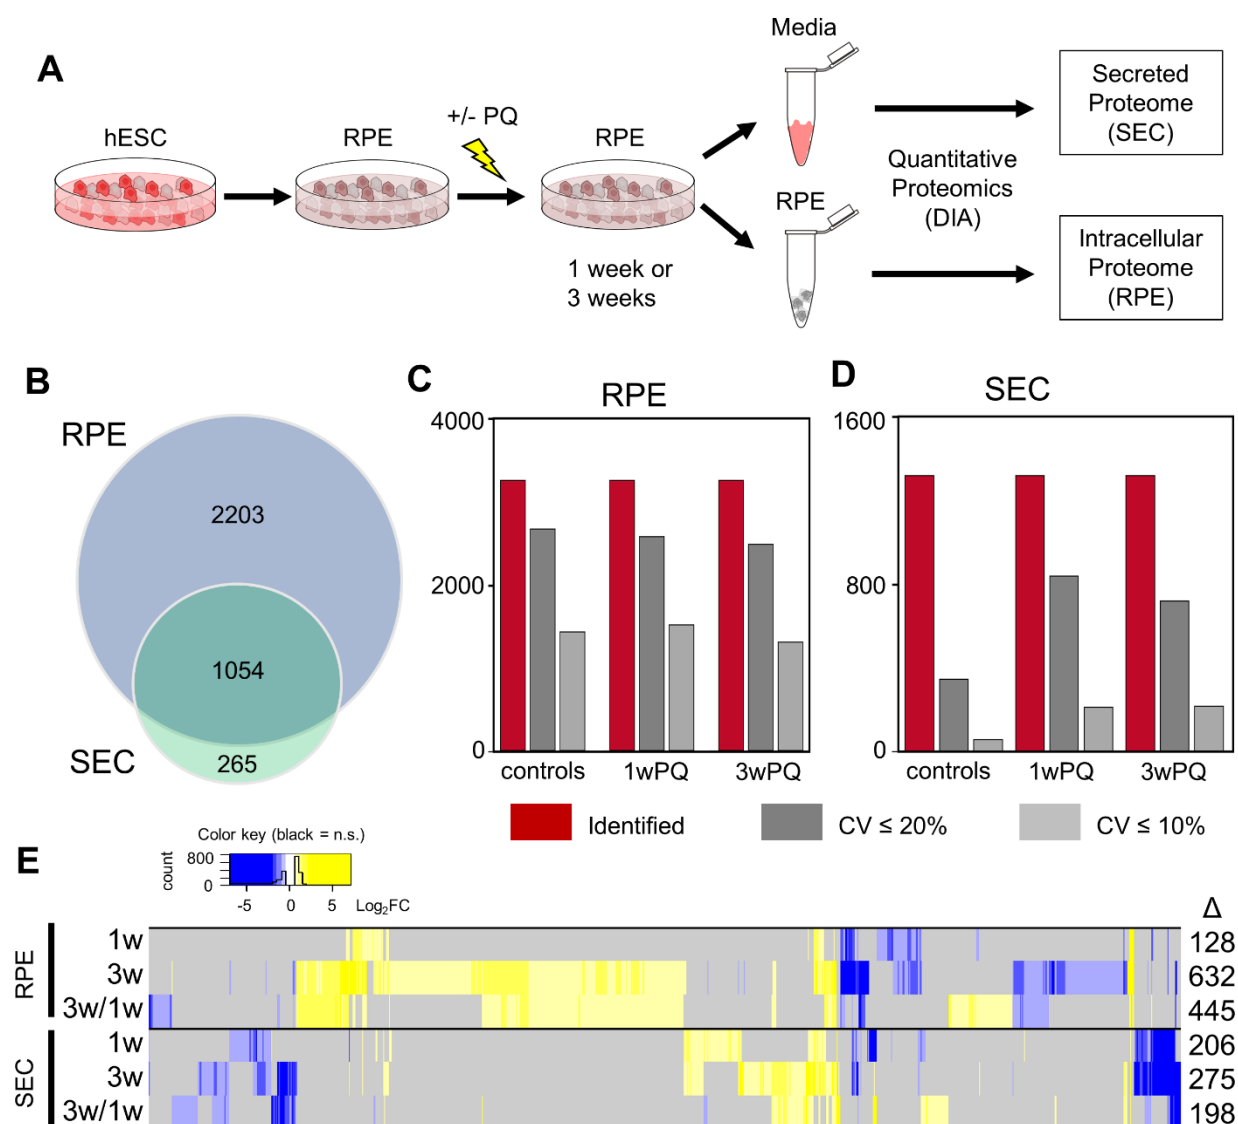 A
hESC
RPE
+/- PQ
RPE
1 week or
3 weeks
Media
RPE
Quantitative
Proteomics
(DIA)
Secreted
Proteome
(SEC)
Intracellular
Proteome
(RPE)
B
RPE
2203
1054
SEC
265
C
RPE
4000
2000
0
controls
1wPQ
3wPQ
D
SEC
1600
800
0
controls
1wPQ
3wPQ
Identified
CV ≤ 20%
CV ≤ 10%
E
Color key (black = n.s.)
count
800
0
-5
0
5
Log₂FC
Δ
RPE
1w
128
3w
632
3w/1w
445
SEC
1w
206
3w
275
3w/1w
198